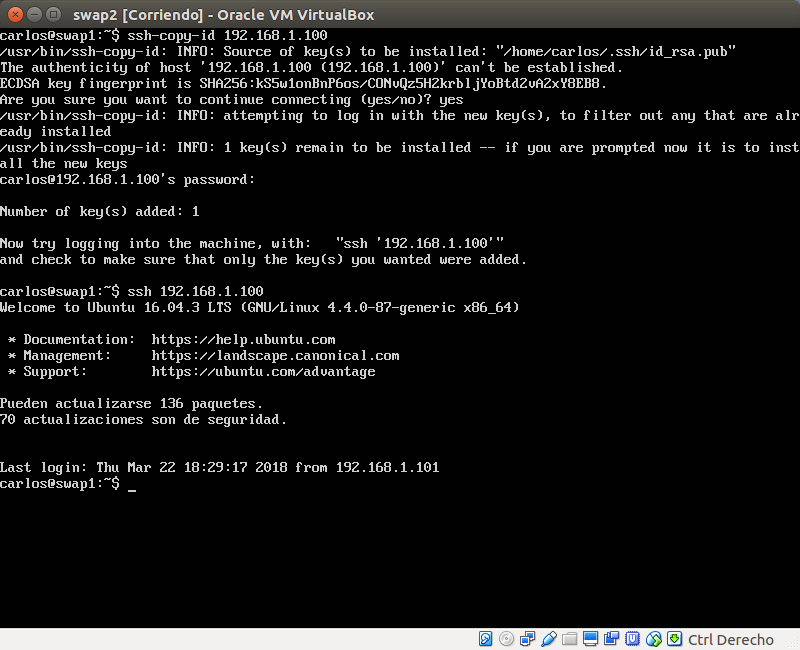 swap2 [Corriendo] - Oracle VM VirtualBox
carlos@swap1:~$ ssh-copy-id 192.168.1.100
/usr/bin/ssh-copy-id: INFO: Source of key(s) to be installed: "/home/carlos/.ssh/id_rsa.pub"
The authenticity of host '192.168.1.100 (192.168.1.100)' can't be established.
ECDSA key fingerprint is SHA256:kS5w1onBnP6os/CONvQz5H2krbljYoBtd2vA2xY8EB8.
Are you sure you want to continue connecting (yes/no)? yes
/usr/bin/ssh-copy-id: INFO: attempting to log in with the new key(s), to filter out any that are alr
eady installed
/usr/bin/ssh-copy-id: INFO: 1 key(s) remain to be installed -- if you are prompted now it is to inst
all the new keys
carlos@192.168.1.100's password:
Number of key(s) added: 1
Now try logging into the machine, with:   "ssh '192.168.1.100'"
and check to make sure that only the key(s) you wanted were added.
carlos@swap1:~$ ssh 192.168.1.100
Welcome to Ubuntu 16.04.3 LTS (GNU/Linux 4.4.0-87-generic x86_64)
 * Documentation:  https://help.ubuntu.com
 * Management:     https://landscape.canonical.com
 * Support:        https://ubuntu.com/advantage
Pueden actualizarse 136 paquetes.
70 actualizaciones son de seguridad.
Last login: Thu Mar 22 18:29:17 2018 from 192.168.1.101
carlos@swap1:~$ _
Ctrl Derecho